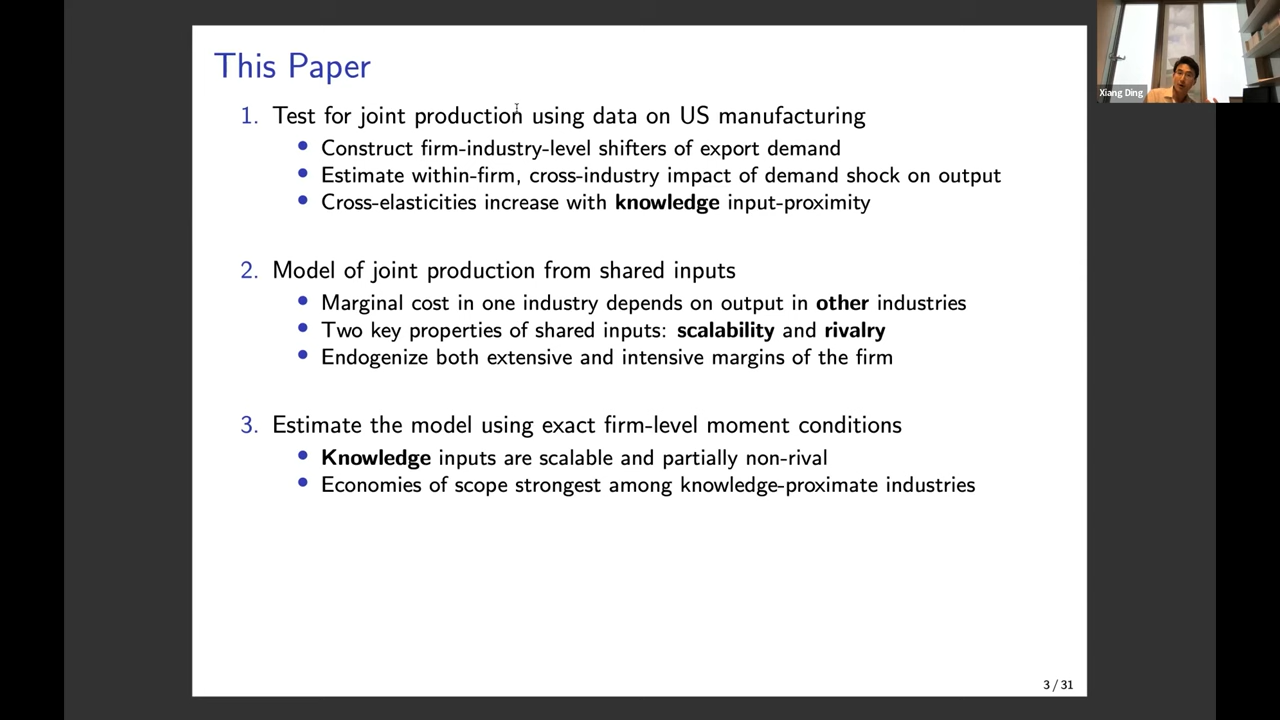 This Paper
1. Test for joint production using data on US manufacturing
• Construct firm-industry-level shifters of export demand
• Estimate within-firm, cross-industry impact of demand shock on output
• Cross-elasticities increase with knowledge input-proximity
2. Model of joint production from shared inputs
• Marginal cost in one industry depends on output in other industries
• Two key properties of shared inputs: scalability and rivalry
• Endogenize both extensive and intensive margins of the firm
3. Estimate the model using exact firm-level moment conditions
• Knowledge inputs are scalable and partially non-rival
• Economies of scope strongest among knowledge-proximate industries
3 / 31
Xiang Ding